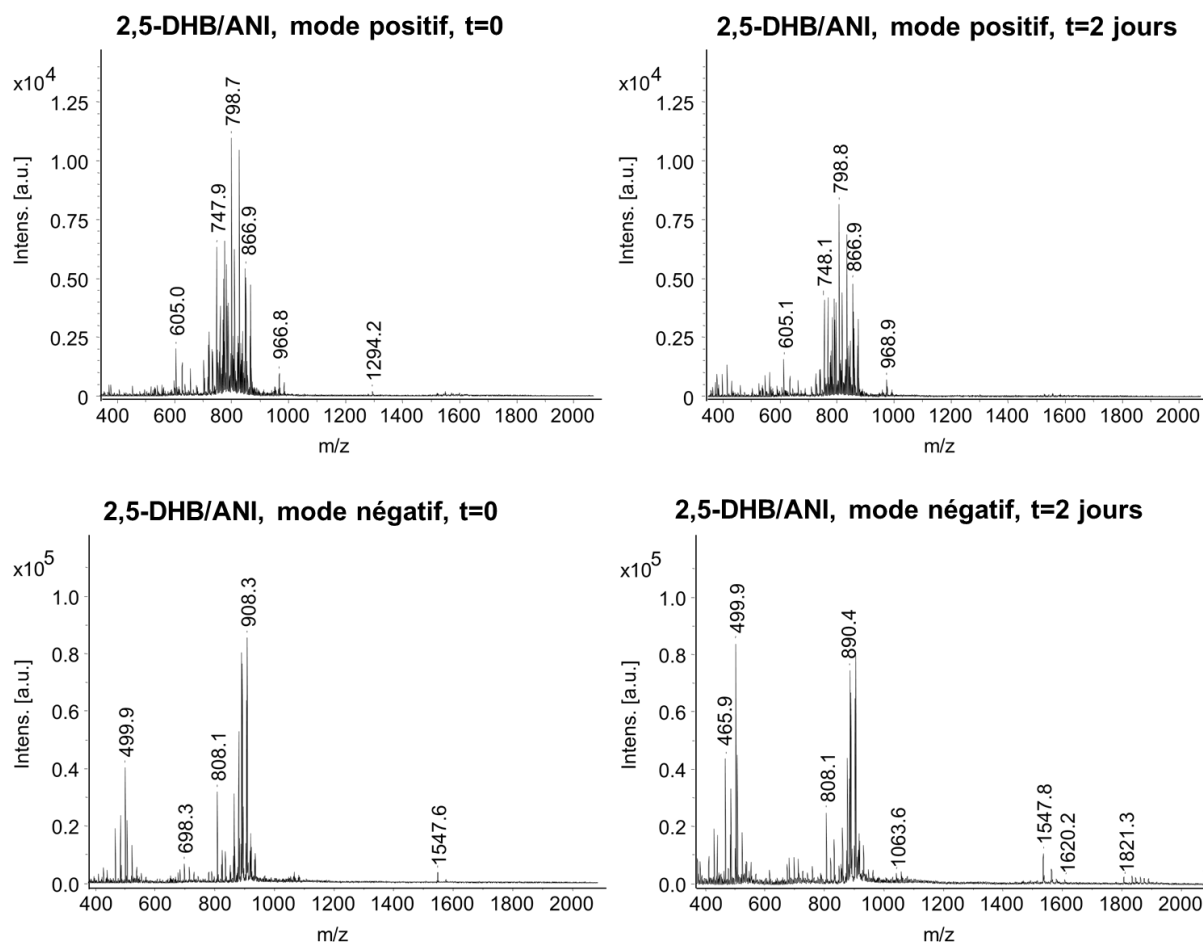 2,5-DHB/ANI, mode positif, t=0
x10⁴
Intens. [a.u.]
1.25
1.00
0.75
0.50
0.25
0
605.0
747.9
798.7
866.9
966.8
1294.2
400 600 800 1000 1200 1400 1600 1800 2000
m/z
2,5-DHB/ANI, mode positif, t=2 jours
x10⁴
Intens. [a.u.]
1.25
1.00
0.75
0.50
0.25
0
605.1
748.1
798.8
866.9
968.9
400 600 800 1000 1200 1400 1600 1800 2000
m/z
2,5-DHB/ANI, mode négatif, t=0
x10⁵
Intens. [a.u.]
1.0
0.8
0.6
0.4
0.2
0.0
499.9
698.3
808.1
908.3
1547.6
400 600 800 1000 1200 1400 1600 1800 2000
m/z
2,5-DHB/ANI, mode négatif, t=2 jours
x10⁵
Intens. [a.u.]
1.0
0.8
0.6
0.4
0.2
0.0
465.9
499.9
808.1
890.4
1063.6
1547.8
1620.2
1821.3
400 600 800 1000 1200 1400 1600 1800 2000
m/z